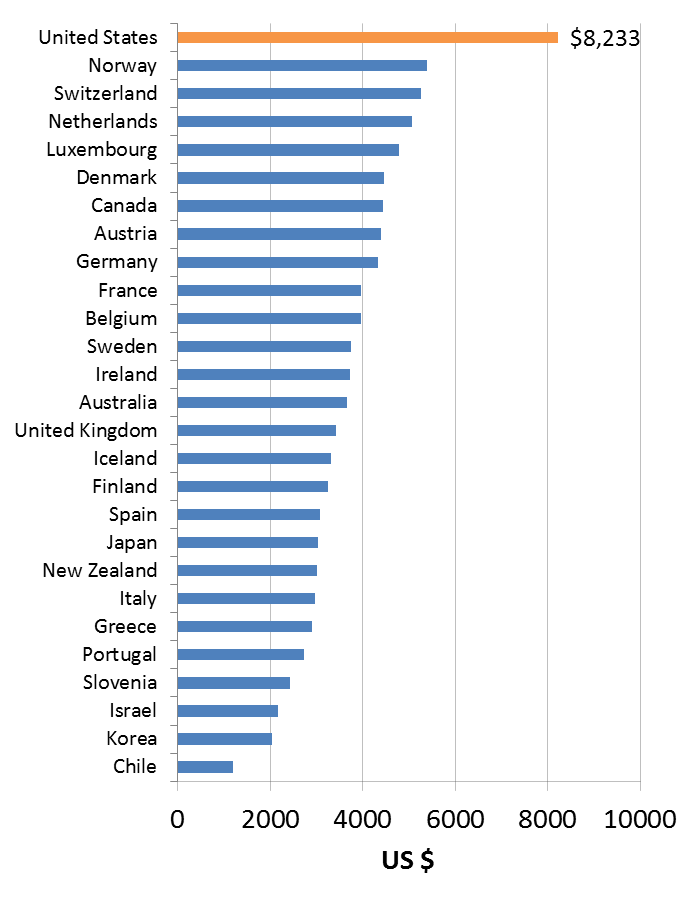 United States $8,233
Norway
Switzerland
Netherlands
Luxembourg
Denmark
Canada
Austria
Germany
France
Belgium
Sweden
Ireland
Australia
United Kingdom
Iceland
Finland
Spain
Japan
New Zealand
Italy
Greece
Portugal
Slovenia
Israel
Korea
Chile
0 2000 4000 6000 8000 10000
US $